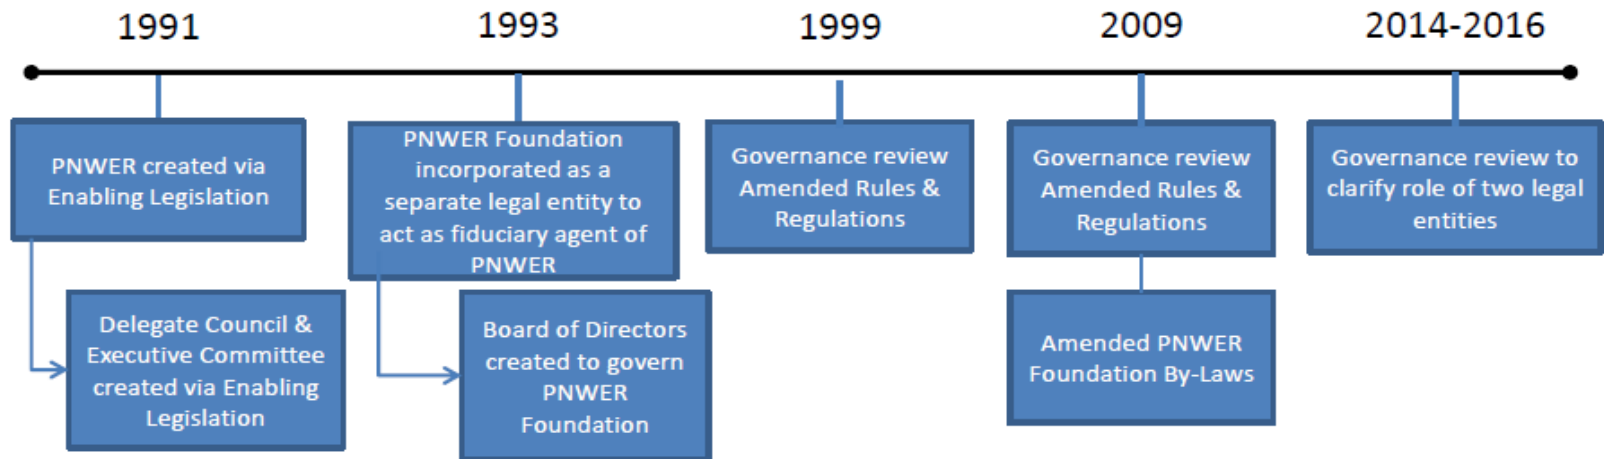 1991
1993
1999
2009
2014-2016
PNWER created via
Enabling Legislation
PNWER Foundation
incorporated as a
separate legal entity to
act as fiduciary agent of
PNWER
Governance review
Amended Rules &
Regulations
Governance review
Amended Rules &
Regulations
Governance review to
clarify role of two legal
entities
Delegate Council &
Executive Committee
created via Enabling
Legislation
Board of Directors
created to govern
PNWER
Foundation
Amended PNWER
Foundation By-Laws